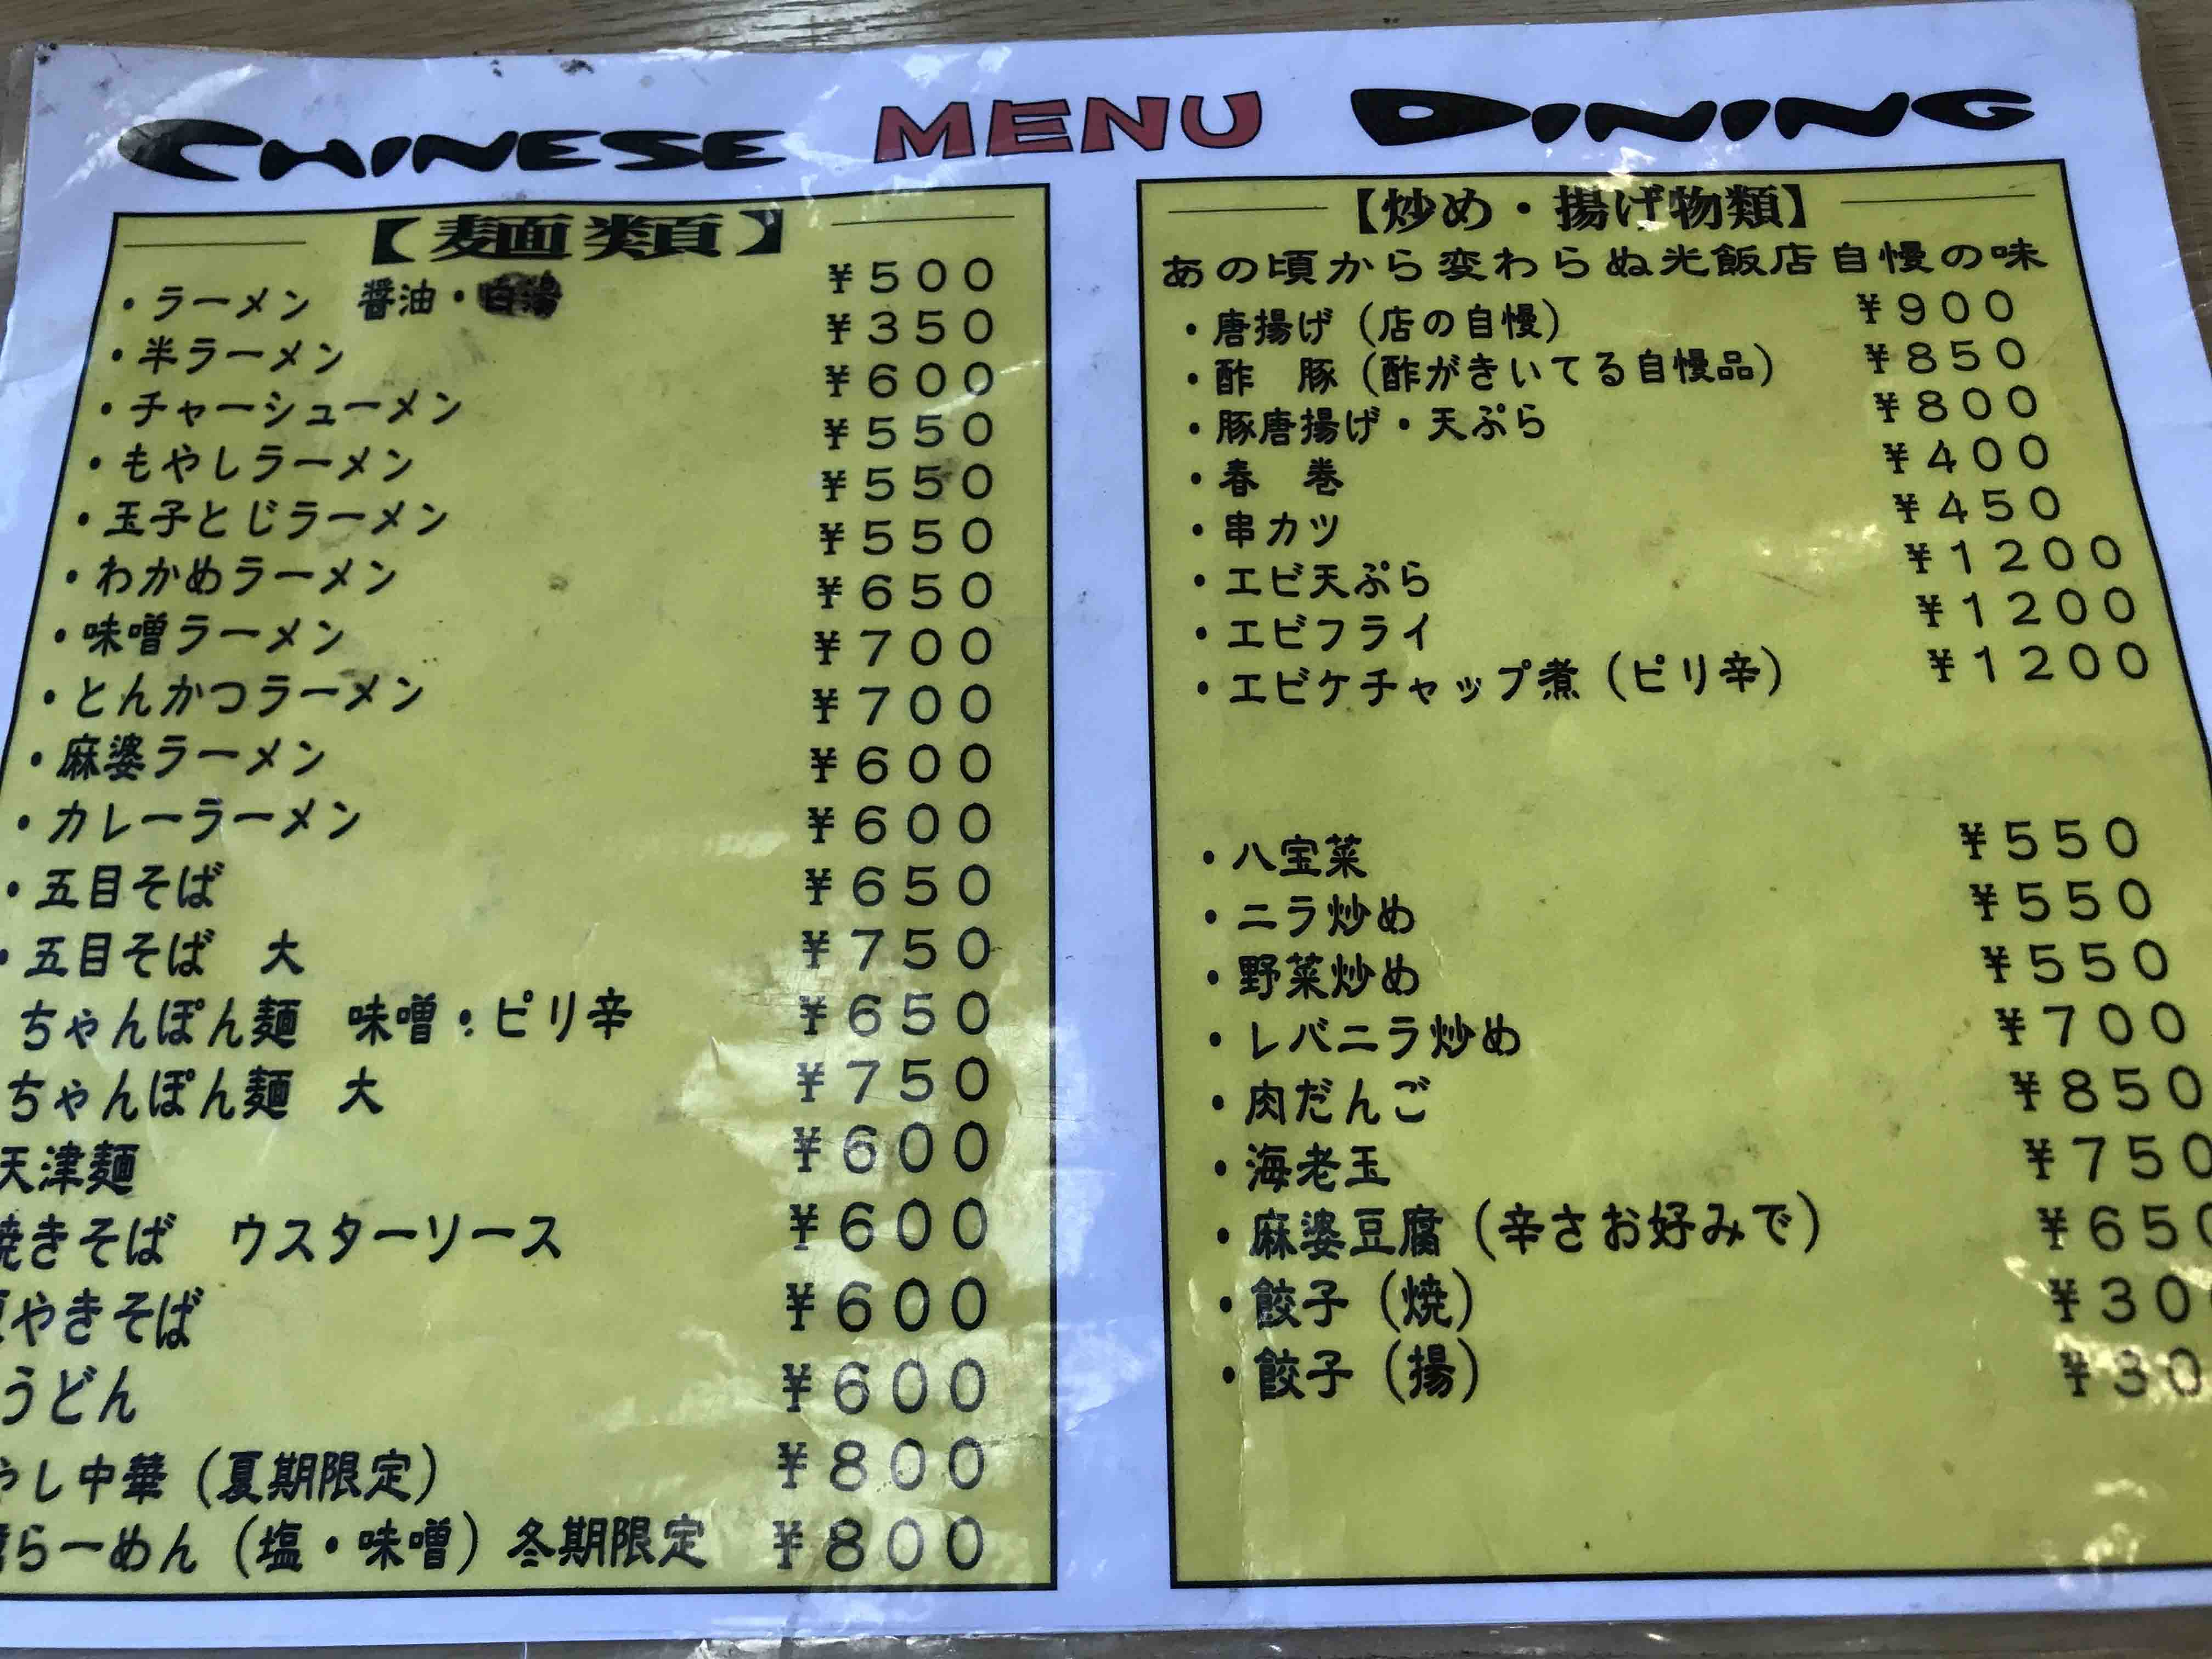 CHINESE MENU DINING
【麺類】
・ラーメン 醤油・ ¥500
・半ラーメン ¥350
・チャーシューメン ¥600
・もやしラーメン ¥550
・玉子とじラーメン ¥550
・わかめラーメン ¥550
・味噌ラーメン ¥650
・とんかつラーメン ¥700
・麻婆ラーメン ¥700
・カレーラーメン ¥600
・五目そば ¥600
・五目そば 大 ¥650
ちゃんぽん麺 味噌・ピリ辛 ¥750
ちゃんぽん麺 大 ¥650
天津麺 ¥750
焼きそば ウスターソース ¥600
やきそば ¥600
うどん ¥600
やし中華(夏期限定) ¥600
らーめん(塩・味噌)冬期限定 ¥800
¥800
【炒め・揚げ物類】
あの頃から変わらぬ光飯店自慢の味
・唐揚げ(店の自慢) ¥900
・酢 豚(酢がきいてる自慢品) ¥850
・豚唐揚げ・天ぷら ¥800
・春 巻 ¥400
・串カツ ¥450
・エビ天ぷら ¥1200
・エビフライ ¥1200
・エビケチャップ煮(ピリ辛) ¥1200
・八宝菜 ¥550
・ニラ炒め ¥550
・野菜炒め ¥550
・レバニラ炒め ¥700
・肉だんご ¥850
・海老玉 ¥750
・麻婆豆腐(辛さお好みで) ¥650
・餃子(焼) ¥30
・餃子(揚) ¥30